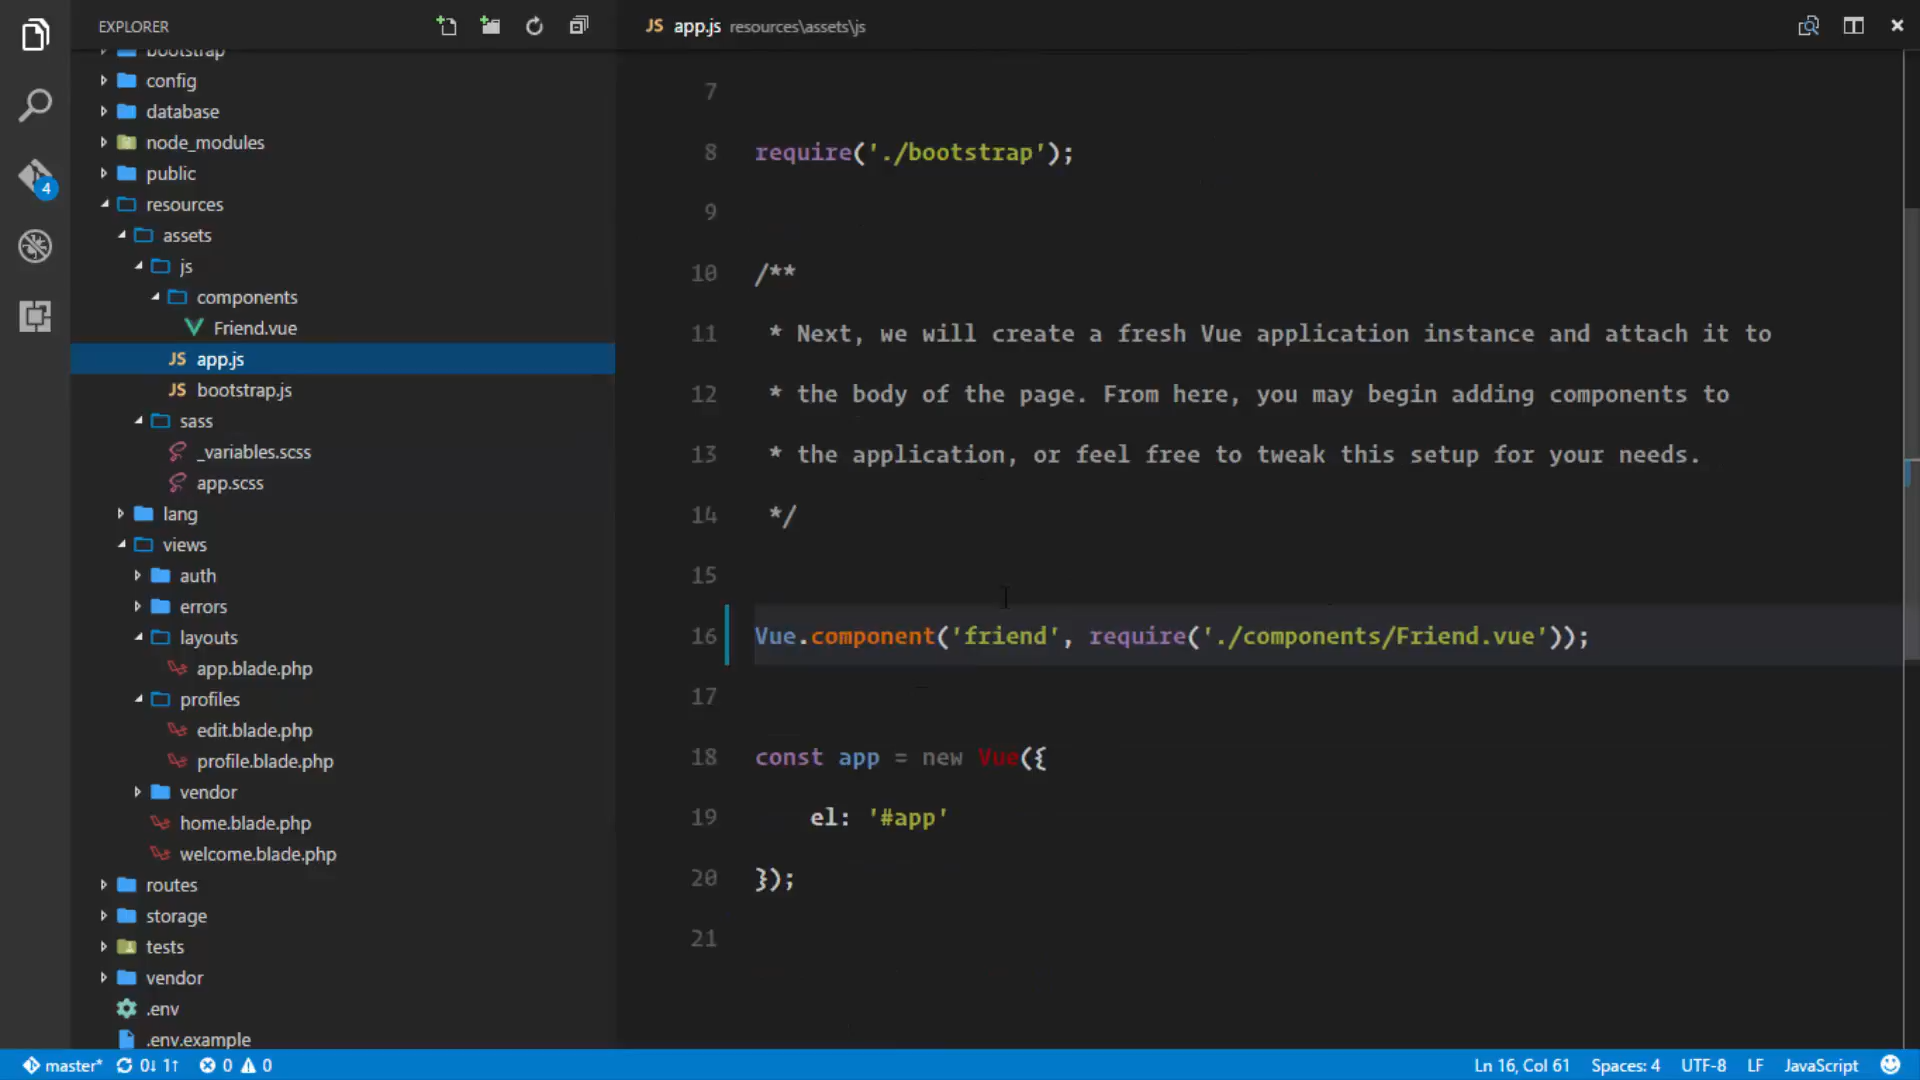 EXPLORER
bootstrap
config
database
node_modules
public
resources
assets
js
components
Friend.vue
JS app.js
JS bootstrap.js
sass
_variables.scss
app.scss
lang
views
auth
errors
layouts
app.blade.php
profiles
edit.blade.php
profile.blade.php
vendor
home.blade.php
welcome.blade.php
routes
storage
tests
vendor
.env
.env.example
4
JS app.js resources\assets\js
7
8 require('./bootstrap');
9
10 /**
11 * Next, we will create a fresh Vue application instance and attach it to
12 * the body of the page. From here, you may begin adding components to
13 * the application, or feel free to tweak this setup for your needs.
14 */
15
16 Vue.component('friend', require('./components/Friend.vue'));
17
18 const app = new Vue({
19 el: '#app'
20 });
21
master* 0↓ 1↑ 0 0 Ln 16, Col 61 Spaces: 4 UTF-8 LF JavaScript